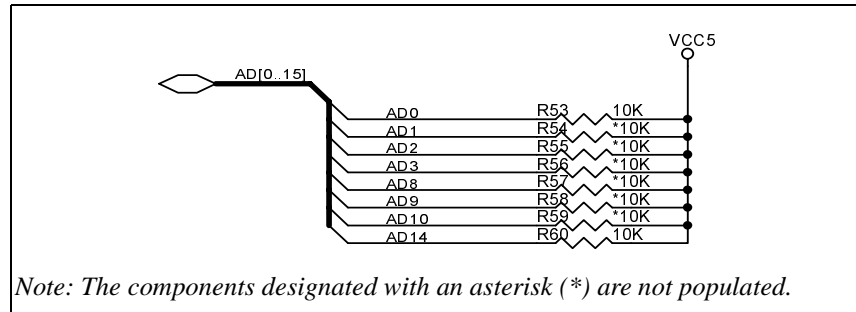 VCC5
AD[0..15]
AD0 R53 10K
AD1 R54 *10K
AD2 R55 *10K
AD3 R56 *10K
AD8 R57 *10K
AD9 R58 *10K
AD10 R59 *10K
AD14 R60 10K
Note: The components designated with an asterisk (*) are not populated.